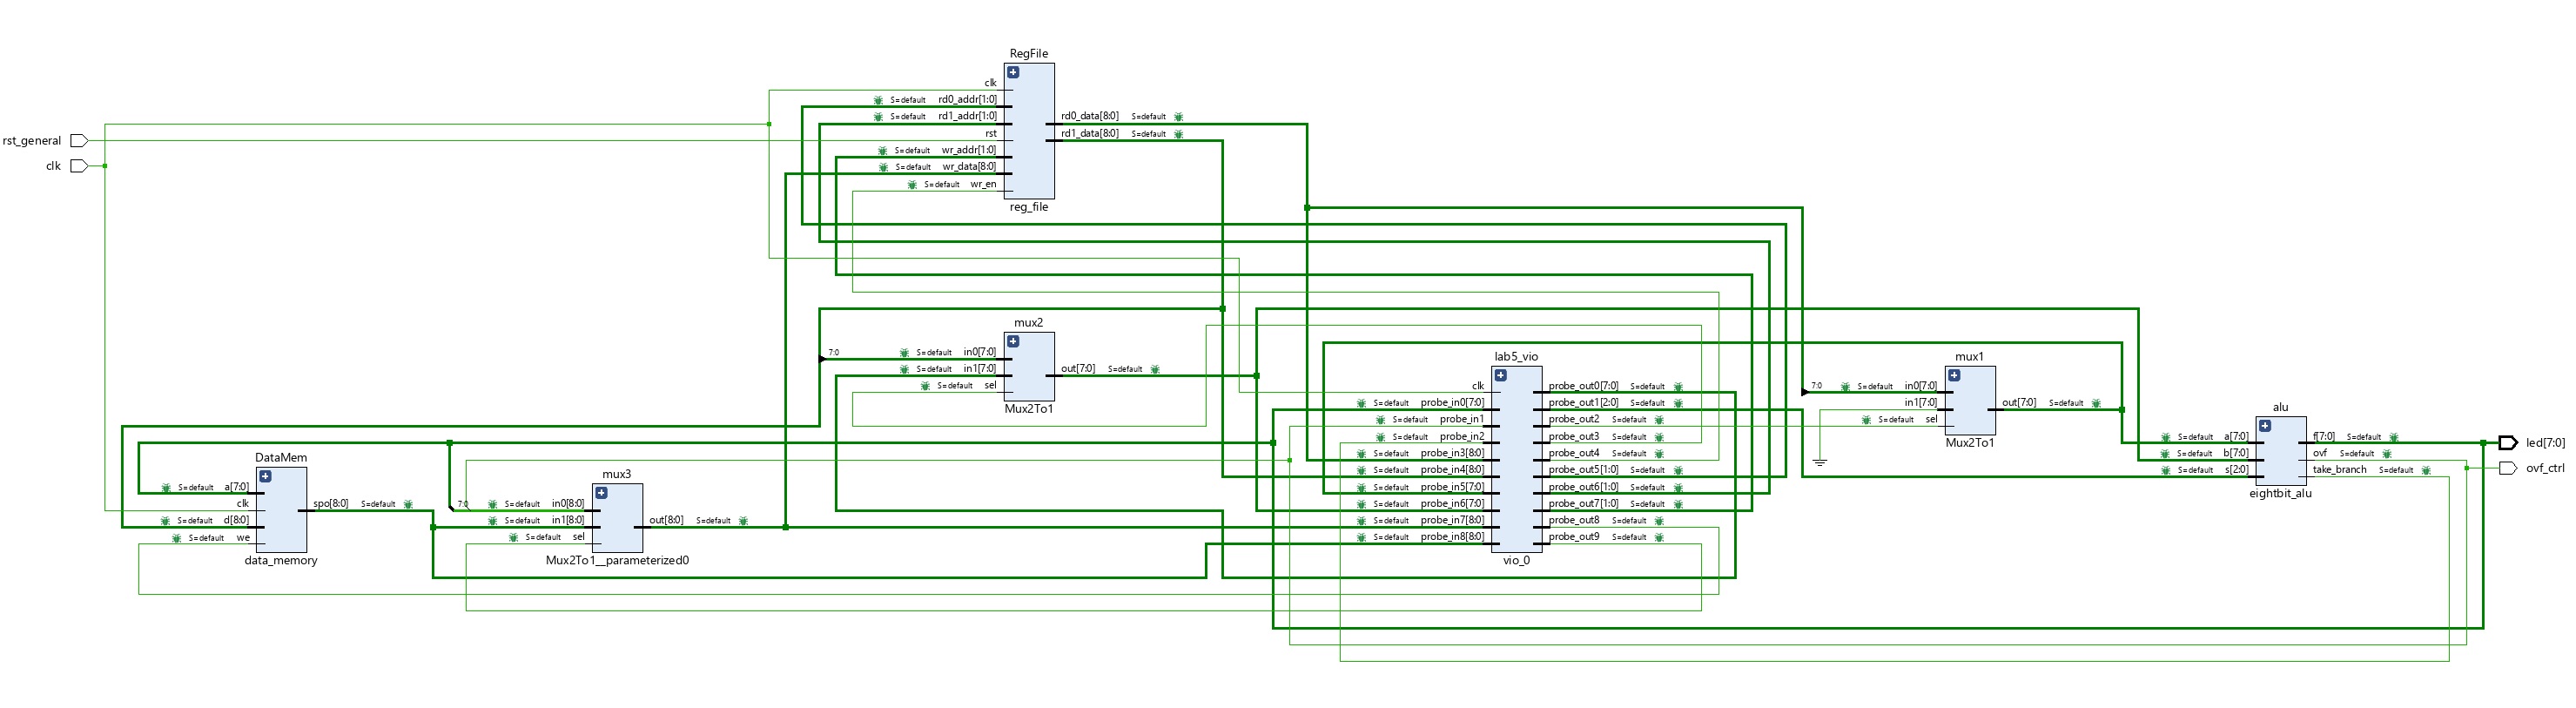 rst_general
clk
RegFile
clk
S=default rd0_addr[1:0]
S=default rd1_addr[1:0]
rst
S=default wr_addr[1:0]
S=default wr_data[8:0]
S=default wr_en
rd0_data[8:0] S=default
rd1_data[8:0] S=default
reg_file
mux2
7:0 S=default in0[7:0]
S=default in1[7:0]
S=default sel
out[7:0] S=default
Mux2To1
DataMem
S=default a[7:0]
clk
S=default d[8:0]
S=default we
spo[8:0] S=default
data_memory
mux3
7:0 S=default in0[8:0]
S=default in1[8:0]
S=default sel
out[8:0] S=default
Mux2To1__parameterized0
lab5_vio
clk
S=default probe_in0[7:0]
S=default probe_in1
S=default probe_in2
S=default probe_in3[8:0]
S=default probe_in4[8:0]
S=default probe_in5[7:0]
S=default probe_in6[7:0]
S=default probe_in7[8:0]
S=default probe_in8[8:0]
probe_out0[7:0] S=default
probe_out1[2:0] S=default
probe_out2 S=default
probe_out3 S=default
probe_out4 S=default
probe_out5[1:0] S=default
probe_out6[1:0] S=default
probe_out7[1:0] S=default
probe_out8 S=default
probe_out9 S=default
vio_0
mux1
7:0 S=default in0[7:0]
in1[7:0]
S=default sel
out[7:0] S=default
Mux2To1
alu
S=default a[7:0]
S=default b[7:0]
S=default s[2:0]
f[7:0] S=default
ovf S=default
take_branch S=default
eightbit_alu
led[7:0]
ovf_ctrl